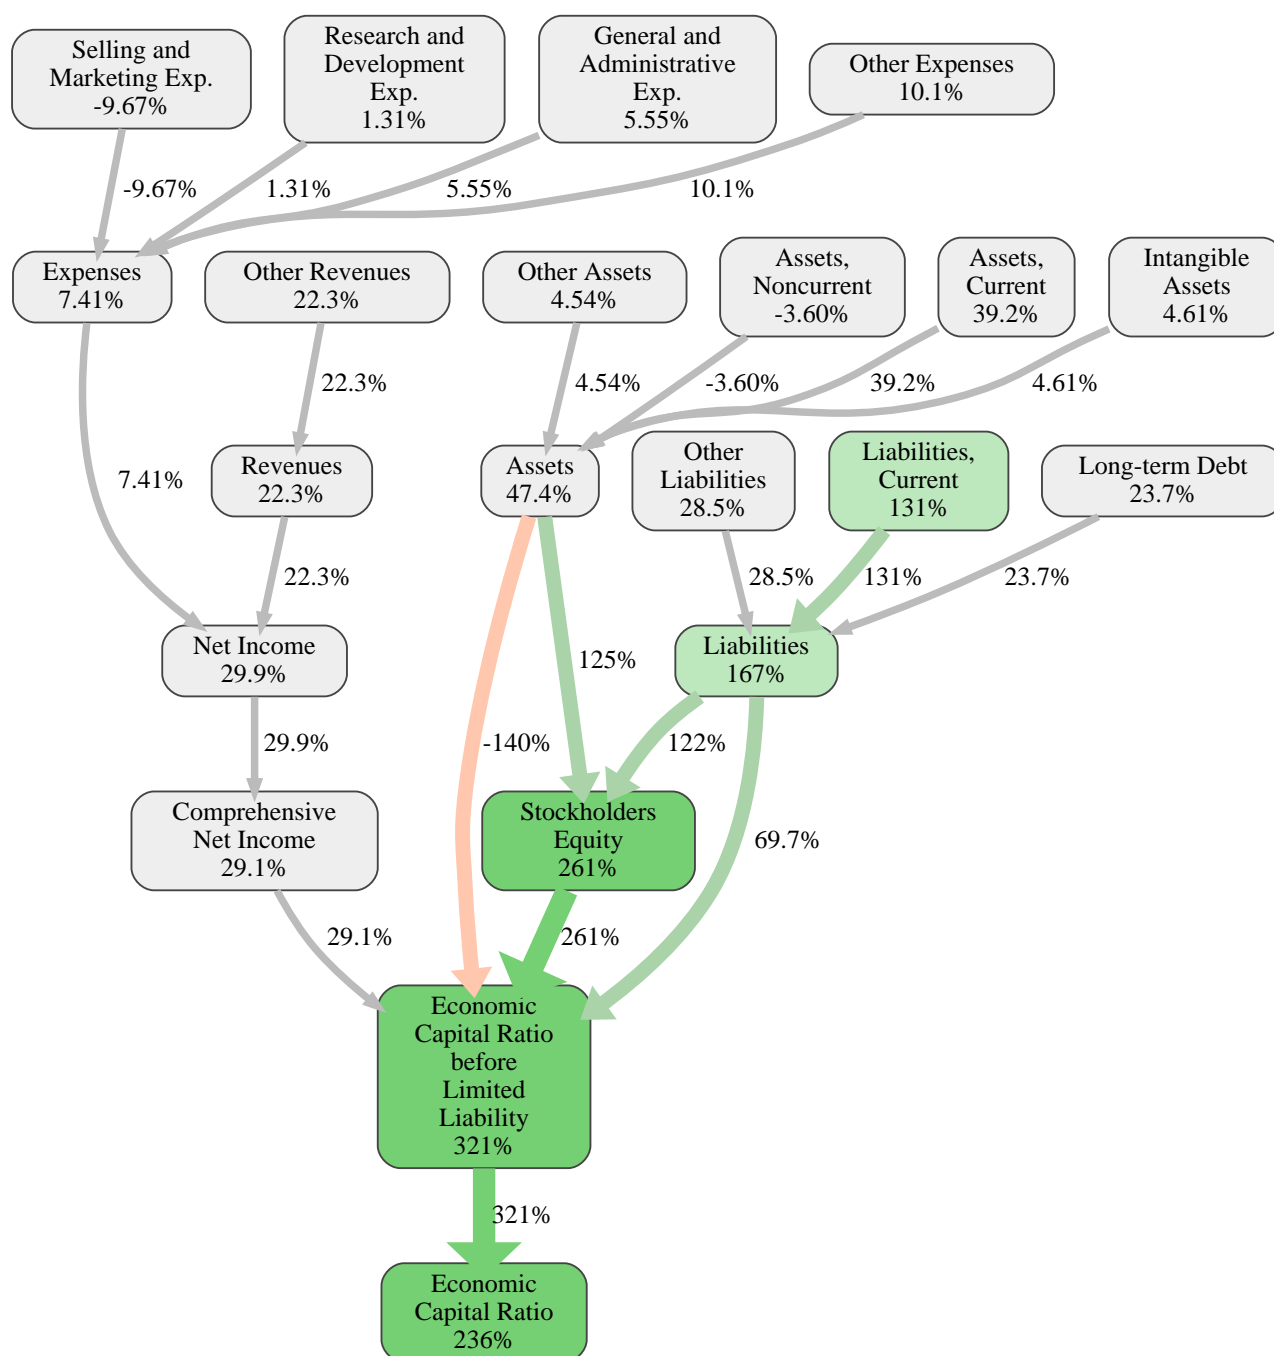 Selling and
Marketing Exp.
-9.67%
Research and
Development
Exp.
1.31%
General and
Administrative
Exp.
5.55%
Other Expenses
10.1%
-9.67%
1.31%
5.55%
10.1%
Expenses
7.41%
Other Revenues
22.3%
Other Assets
4.54%
Assets,
Noncurrent
-3.60%
Assets,
Current
39.2%
Intangible
Assets
4.61%
22.3%
4.54%
-3.60%
39.2%
4.61%
7.41%
Revenues
22.3%
Assets
47.4%
Other
Liabilities
28.5%
Liabilities,
Current
131%
Long-term Debt
23.7%
22.3%
28.5%
131%
23.7%
Net Income
29.9%
125%
Liabilities
167%
29.9%
-140%
122%
Comprehensive
Net Income
29.1%
Stockholders
Equity
261%
69.7%
29.1%
261%
Economic
Capital Ratio
before
Limited
Liability
321%
321%
Economic
Capital Ratio
236%